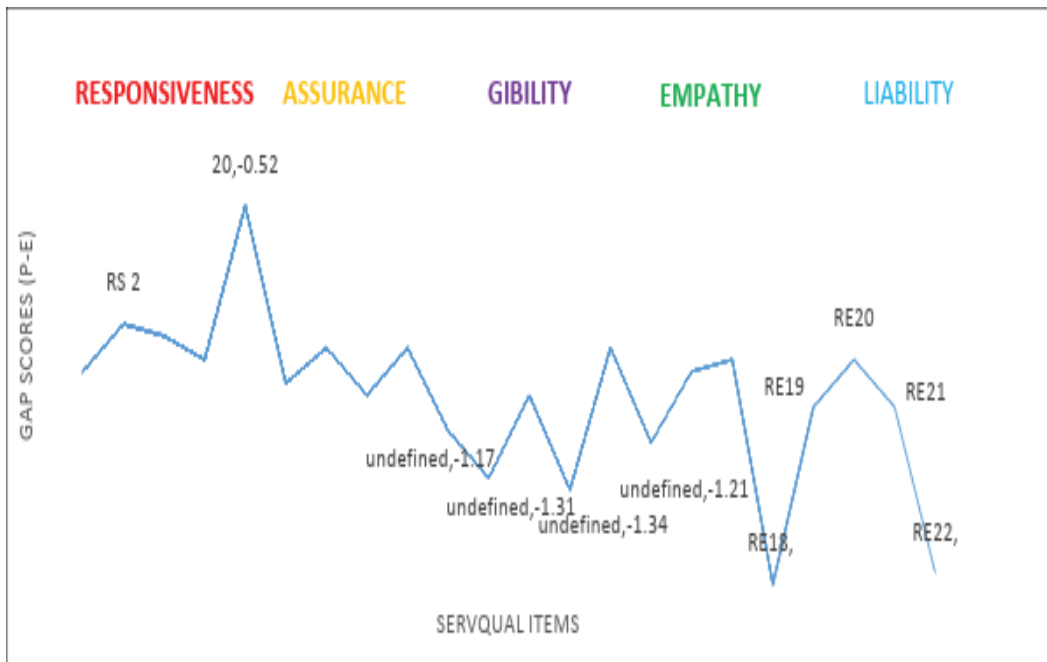 RESPONSIVENESS ASSURANCE GIBILITY EMPATHY LIABILITY
20,-0.52
RS 2
RE20
RE19
RE21
undefined,-1.17
undefined,-1.21
undefined,-1.31
undefined,-1.34
RE18,
RE22,
GAP SCORES (P-E)
SERVQUAL ITEMS